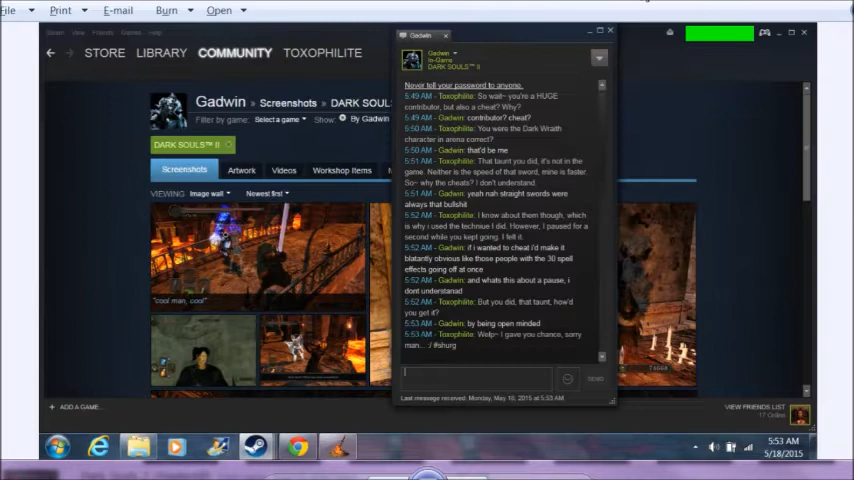 File Print E-mail Burn Open
Steam View Friends Games Help
STORE LIBRARY COMMUNITY TOXOPHILITE
Gadwin » Screenshots » DARK SOUL
Filter by game: Select a game Show: By Gadwin
DARK SOULS™ II
Screenshots Artwork Videos Workshop Items
VIEWING Image wall Newest first
"cool man, cool"
Gadwin
Gadwin
In-Game
DARK SOULS™ II
Never tell your password to anyone.
5:49 AM - Toxophilite: So wait~ you're a HUGE
contributor, but also a cheat? Why?
5:49 AM - Gadwin: contributor? cheat?
5:50 AM - Toxophilite: You were the Dark Wraith
character in arena correct?
5:50 AM - Gadwin: that'd be me
5:51 AM - Toxophilite: That taunt you did, it's not in the
game. Neither is the speed of that sword, mine is faster.
So~ why the cheats? I don't understand.
5:51 AM - Gadwin: yeah nah straight swords were
always that bullshit
5:52 AM - Toxophilite: I know about them though, which
is why i used the techniue I did. However, I paused for a
second while you kept going. I felt it.
5:52 AM - Gadwin: if i wanted to cheat i'd make it
blatantly obvious like those people with the 30 spell
effects going off at once
5:52 AM - Gadwin: and whats this about a pause, i
dont understanad
5:52 AM - Toxophilite: But you did, that taunt, how'd
you get it?
5:53 AM - Gadwin: by being open minded
5:53 AM - Toxophilite: Welp~ I gave you chance, sorry
man... :/ #shurg
SEND
Last message received: Monday, May 18, 2015 at 5:53 AM
ADD A GAME...
VIEW FRIENDS LIST
17 Online
5:53 AM
5/18/2015